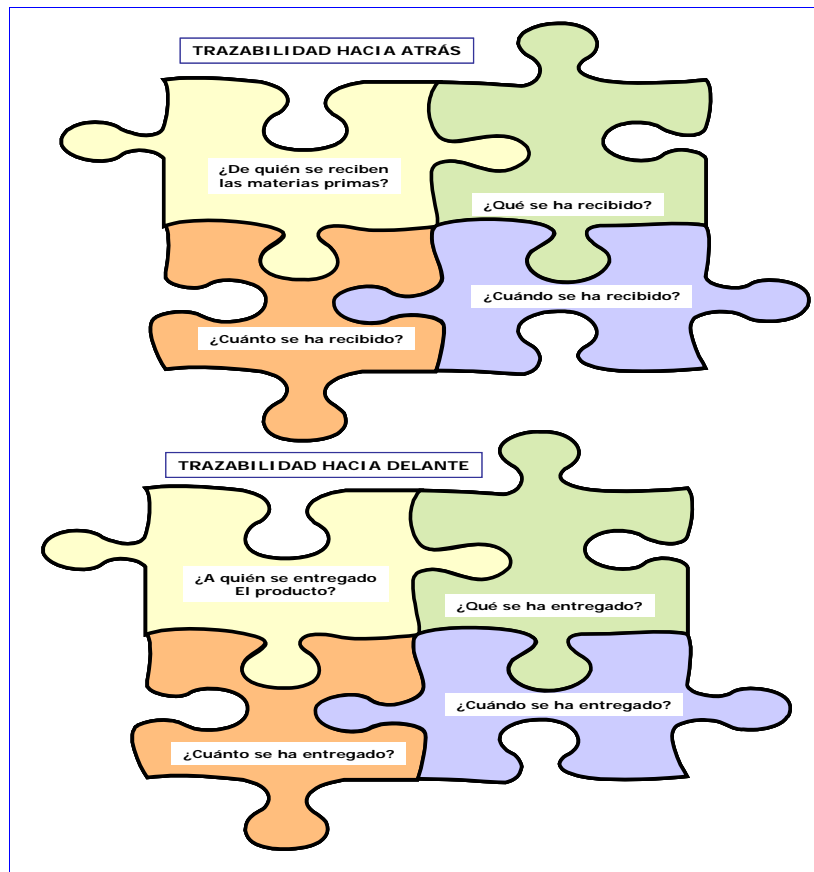 TRAZABILIDAD HACIA ATRÁS
¿De quién se reciben
las materias primas?
¿Qué se ha recibido?
¿Cuándo se ha recibido?
¿Cuánto se ha recibido?
TRAZABILIDAD HACIA DELANTE
¿A quién se entregado
El producto?
¿Qué se ha entregado?
¿Cuándo se ha entregado?
¿Cuánto se ha entregado?